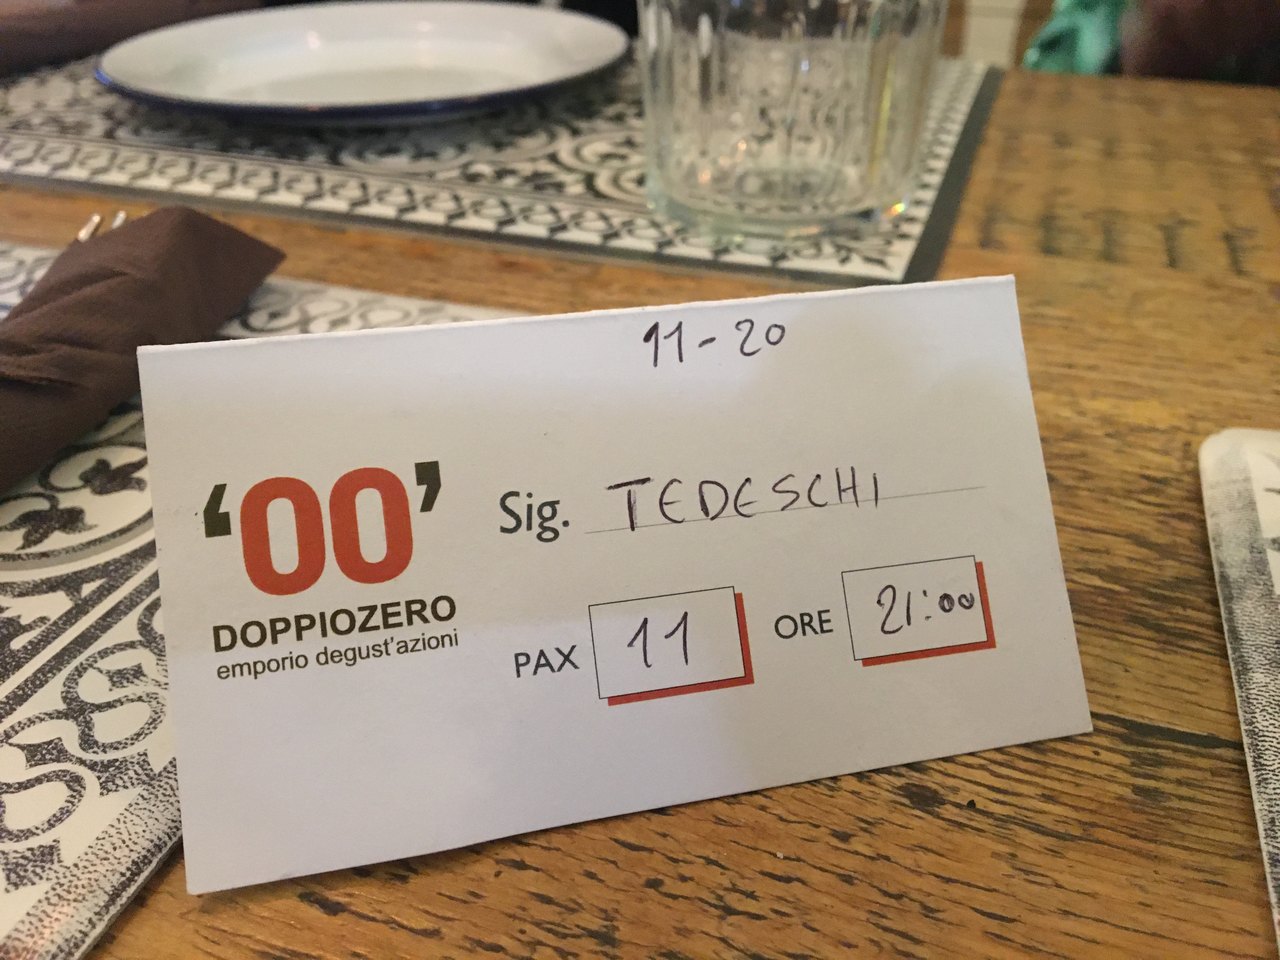 11-20
'00'
DOPPIOZERO
emporio degust'azioni
Sig. TEDESCHI
PAX 11 ORE 21:00